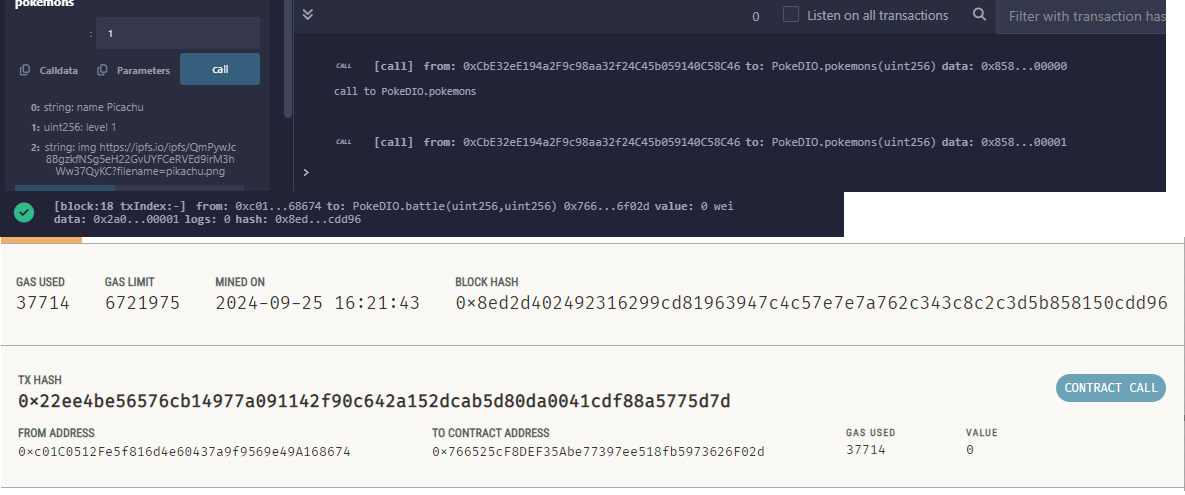 pokemons
: 1
Calldata Parameters call
0: string: name Picachu
1: uint256: level 1
2: string: img https://ipfs.io/ipfs/QmPywJc
8BgzkfNSg5eH22GvUYFCeRVEd9irM3h
Ww37QyKC?filename=pikachu.png
0 Listen on all transactions Filter with transaction has
CALL [call] from: 0xCbE32eE194a2F9c98aa32f24C45b059140C58C46 to: PokeDIO.pokemons(uint256) data: 0x858...00000
call to PokeDIO.pokemons
CALL [call] from: 0xCbE32eE194a2F9c98aa32f24C45b059140C58C46 to: PokeDIO.pokemons(uint256) data: 0x858...00001
>
[block:18 txIndex:-] from: 0xc01...68674 to: PokeDIO.battle(uint256,uint256) 0x766...6f02d value: 0 wei
data: 0x2a0...00001 logs: 0 hash: 0x8ed...cdd96
GAS USED GAS LIMIT MINED ON BLOCK HASH
37714 6721975 2024-09-25 16:21:43 0×8ed2d402492316299cd81963947c4c57e7e7a762c343c8c2c3d5b858150cdd96
TX HASH
0×22ee4be56576cb14977a091142f90c642a152dcab5d80da0041cdf88a5775d7d
CONTRACT CALL
FROM ADDRESS TO CONTRACT ADDRESS GAS USED VALUE
0×c01C0512Fe5f816d4e60437a9f9569e49A168674 0×766525cF8DEF35Abe77397ee518fb5973626F02d 37714 0